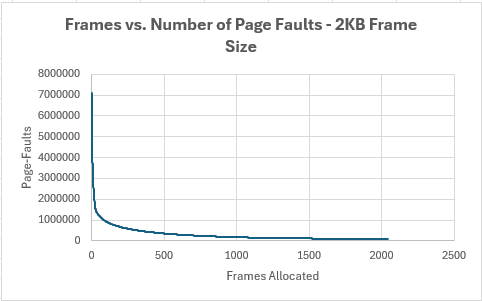 Frames vs. Number of Page Faults - 2KB Frame
Size
8000000
7000000
6000000
5000000
4000000
3000000
2000000
1000000
0
Page-Faults
0 500 1000 1500 2000 2500
Frames Allocated